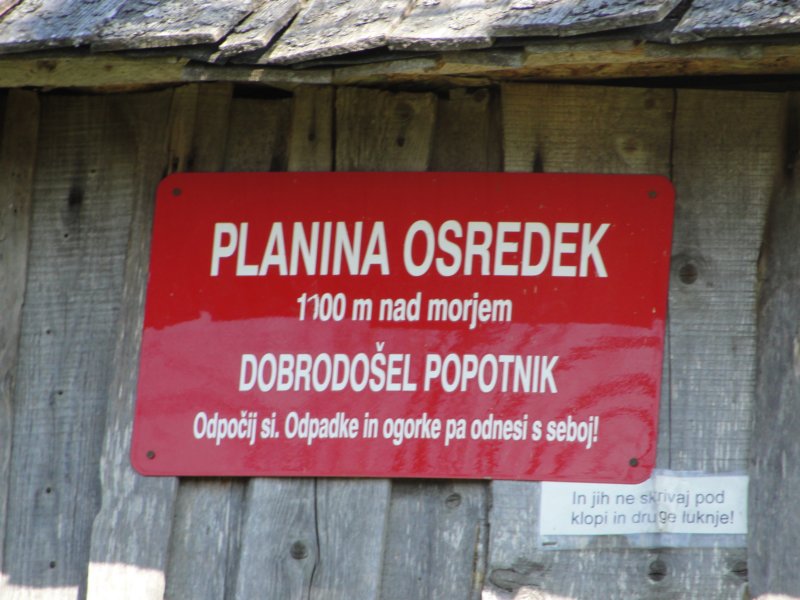 PLANINA OSREDEK
1100 m nad morjem
DOBRODOŠEL POPOTNIK
Odpočij si. Odpadke in ogorke pa odnesi s seboj!
In jih ne skrivaj pod
klopi in druge luknje!